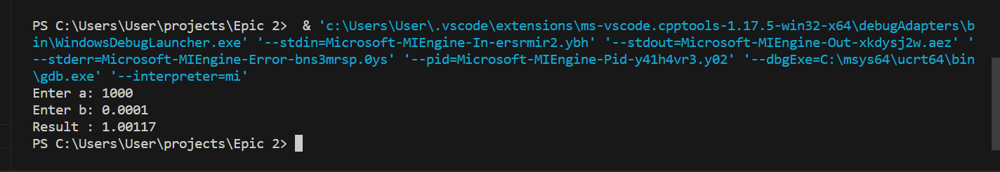 PS C:\Users\User\projects\Epic 2>  & 'c:\Users\User\.vscode\extensions\ms-vscode.cpptools-1.17.5-win32-x64\debugAdapters\b
in\WindowsDebugLauncher.exe' '--stdin=Microsoft-MIEngine-In-ersrmir2.ybh' '--stdout=Microsoft-MIEngine-Out-xkdysj2w.aez' '
--stderr=Microsoft-MIEngine-Error-bns3mrsp.0ys' '--pid=Microsoft-MIEngine-Pid-y41h4vr3.y02' '--dbgExe=C:\msys64\ucrt64\bin
\gdb.exe' '--interpreter=mi'
Enter a: 1000
Enter b: 0.0001
Result : 1.00117
PS C:\Users\User\projects\Epic 2>